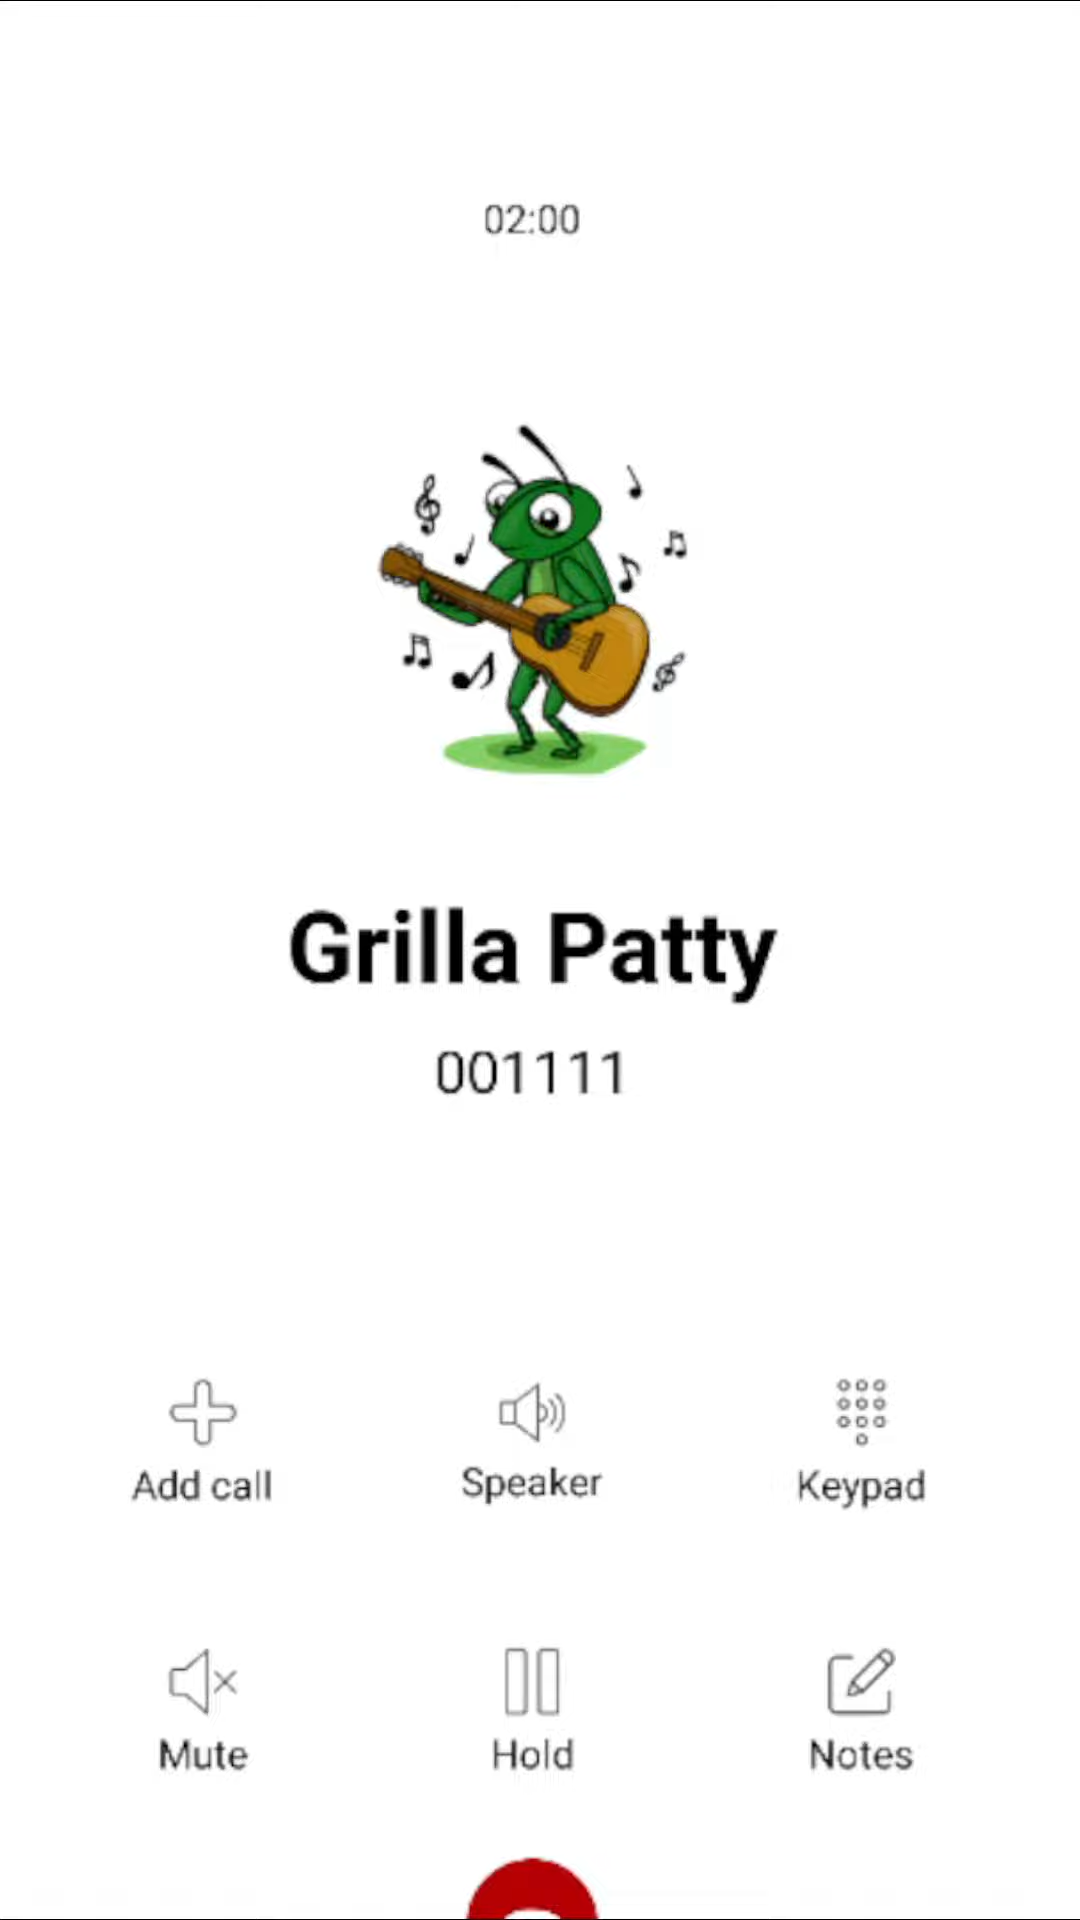 02:00
Grilla Patty
001111
Add call
Speaker
Keypad
Mute
Hold
Notes